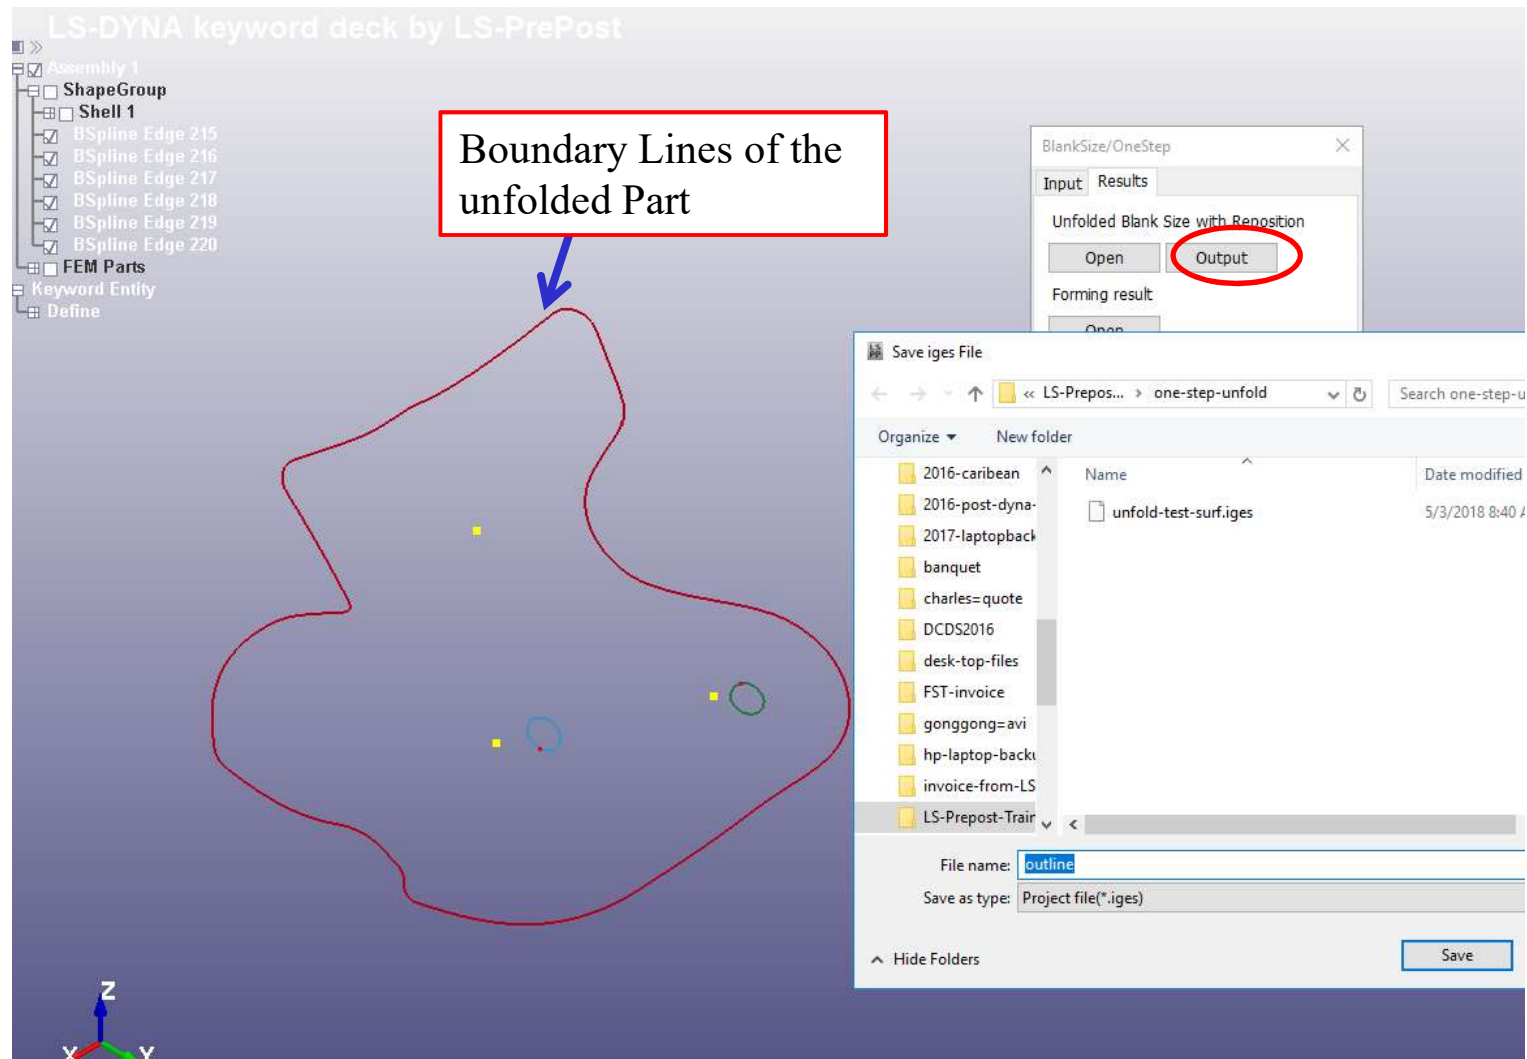 LS-DYNA keyword deck by LS-PrePost
Assembly 1
ShapeGroup
Shell 1
BSpline Edge 215
BSpline Edge 216
BSpline Edge 217
BSpline Edge 218
BSpline Edge 219
BSpline Edge 220
FEM Parts
Keyword Entity
Define
Boundary Lines of the
unfolded Part
BlankSize/OneStep
Input Results
Unfolded Blank Size with Reposition
Open Output
Forming result
Open
Save iges File
« LS-Prepos... › one-step-unfold
Search one-step-u
Organize New folder
Name Date modified
2016-caribean
2016-post-dyna-
2017-laptopback
banquet
charles=quote
DCDS2016
desk-top-files
FST-invoice
gonggong=avi
hp-laptop-backu
invoice-from-LS
LS-Prepost-Train
unfold-test-surf.iges 5/3/2018 8:40 A
File name: outline
Save as type: Project file(*.iges)
Hide Folders Save
Z
X Y